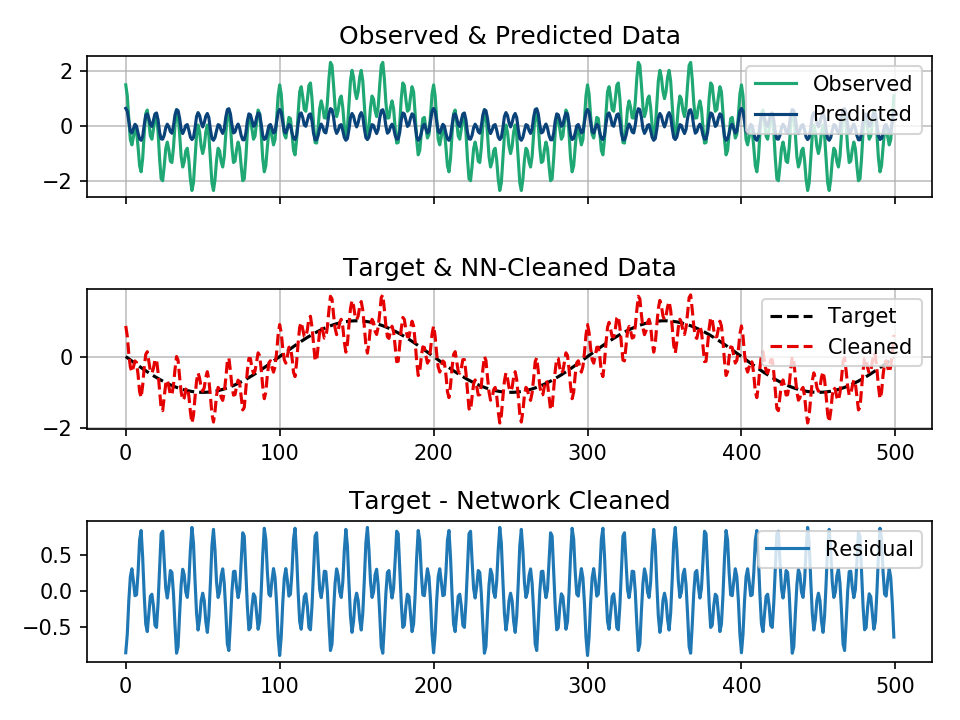 Observed & Predicted Data
2
0
−2
Observed
Predicted
Target & NN-Cleaned Data
0
−2
Target
Cleaned
0 100 200 300 400 500
Target - Network Cleaned
0.5
0.0
−0.5
Residual
0 100 200 300 400 500